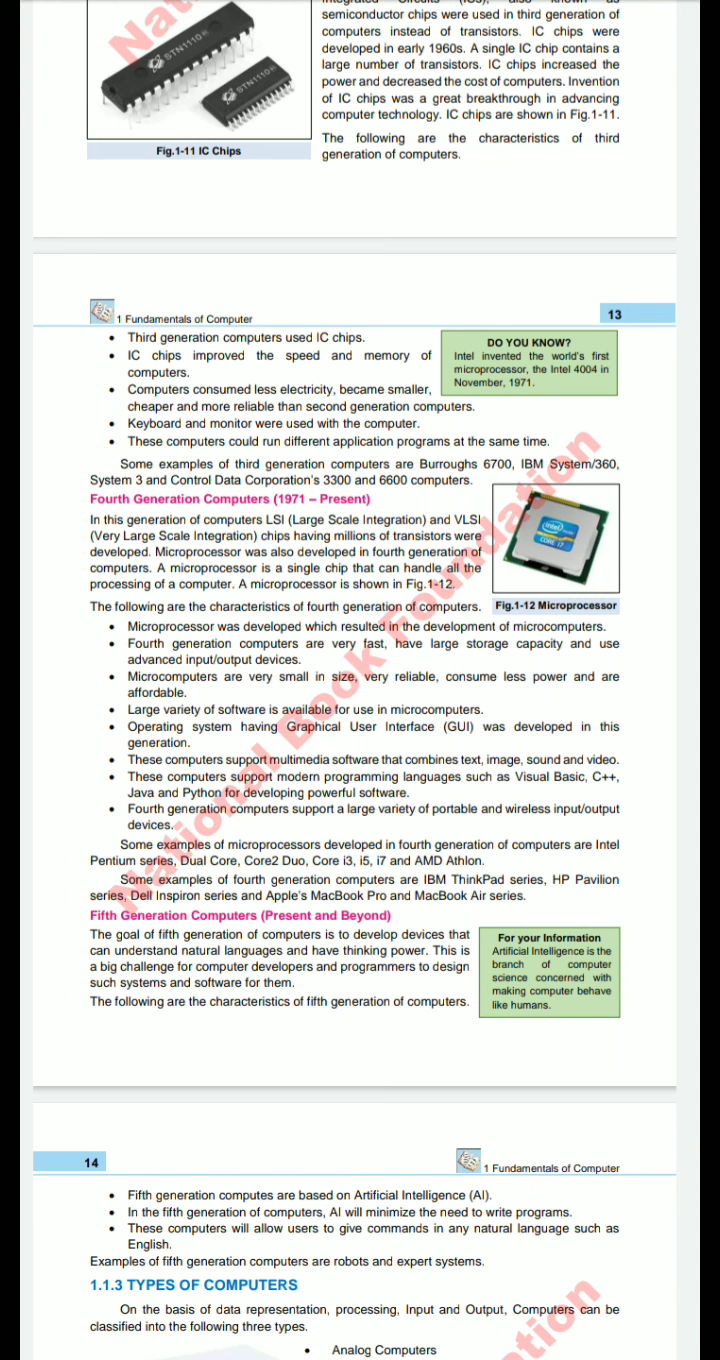 Integrated Circuits (ICs), also known as
semiconductor chips were used in third generation of
computers instead of transistors. IC chips were
developed in early 1960s. A single IC chip contains a
large number of transistors. IC chips increased the
power and decreased the cost of computers. Invention
of IC chips was a great breakthrough in advancing
computer technology. IC chips are shown in Fig.1-11.
STN1110
STN1110
Fig.1-11 IC Chips
The following are the characteristics of third
generation of computers.
1 Fundamentals of Computer
13
• Third generation computers used IC chips.
• IC chips improved the speed and memory of
computers.
• Computers consumed less electricity, became smaller,
cheaper and more reliable than second generation computers.
• Keyboard and monitor were used with the computer.
• These computers could run different application programs at the same time.
DO YOU KNOW?
Intel invented the world's first
microprocessor, the Intel 4004 in
November, 1971.
Some examples of third generation computers are Burroughs 6700, IBM System/360,
System 3 and Control Data Corporation's 3300 and 6600 computers.
Fourth Generation Computers (1971 – Present)
In this generation of computers LSI (Large Scale Integration) and VLSI
(Very Large Scale Integration) chips having millions of transistors were
developed. Microprocessor was also developed in fourth generation of
computers. A microprocessor is a single chip that can handle all the
processing of a computer. A microprocessor is shown in Fig.1-12.
intel
CORE i7
Fig.1-12 Microprocessor
The following are the characteristics of fourth generation of computers.
• Microprocessor was developed which resulted in the development of microcomputers.
• Fourth generation computers are very fast, have large storage capacity and use
advanced input/output devices.
• Microcomputers are very small in size, very reliable, consume less power and are
affordable.
• Large variety of software is available for use in microcomputers.
• Operating system having Graphical User Interface (GUI) was developed in this
generation.
• These computers support multimedia software that combines text, image, sound and video.
• These computers support modern programming languages such as Visual Basic, C++,
Java and Python for developing powerful software.
• Fourth generation computers support a large variety of portable and wireless input/output
devices.
Some examples of microprocessors developed in fourth generation of computers are Intel
Pentium series, Dual Core, Core2 Duo, Core i3, i5, i7 and AMD Athlon.
Some examples of fourth generation computers are IBM ThinkPad series, HP Pavilion
series, Dell Inspiron series and Apple's MacBook Pro and MacBook Air series.
Fifth Generation Computers (Present and Beyond)
The goal of fifth generation of computers is to develop devices that
can understand natural languages and have thinking power. This is
a big challenge for computer developers and programmers to design
such systems and software for them.
The following are the characteristics of fifth generation of computers.
For your Information
Artificial Intelligence is the
branch of computer
science concerned with
making computer behave
like humans.
National Book Foundation
14
1 Fundamentals of Computer
• Fifth generation computes are based on Artificial Intelligence (AI).
• In the fifth generation of computers, AI will minimize the need to write programs.
• These computers will allow users to give commands in any natural language such as
English.
Examples of fifth generation computers are robots and expert systems.
1.1.3 TYPES OF COMPUTERS
On the basis of data representation, processing, Input and Output, Computers can be
classified into the following three types.
• Analog Computers